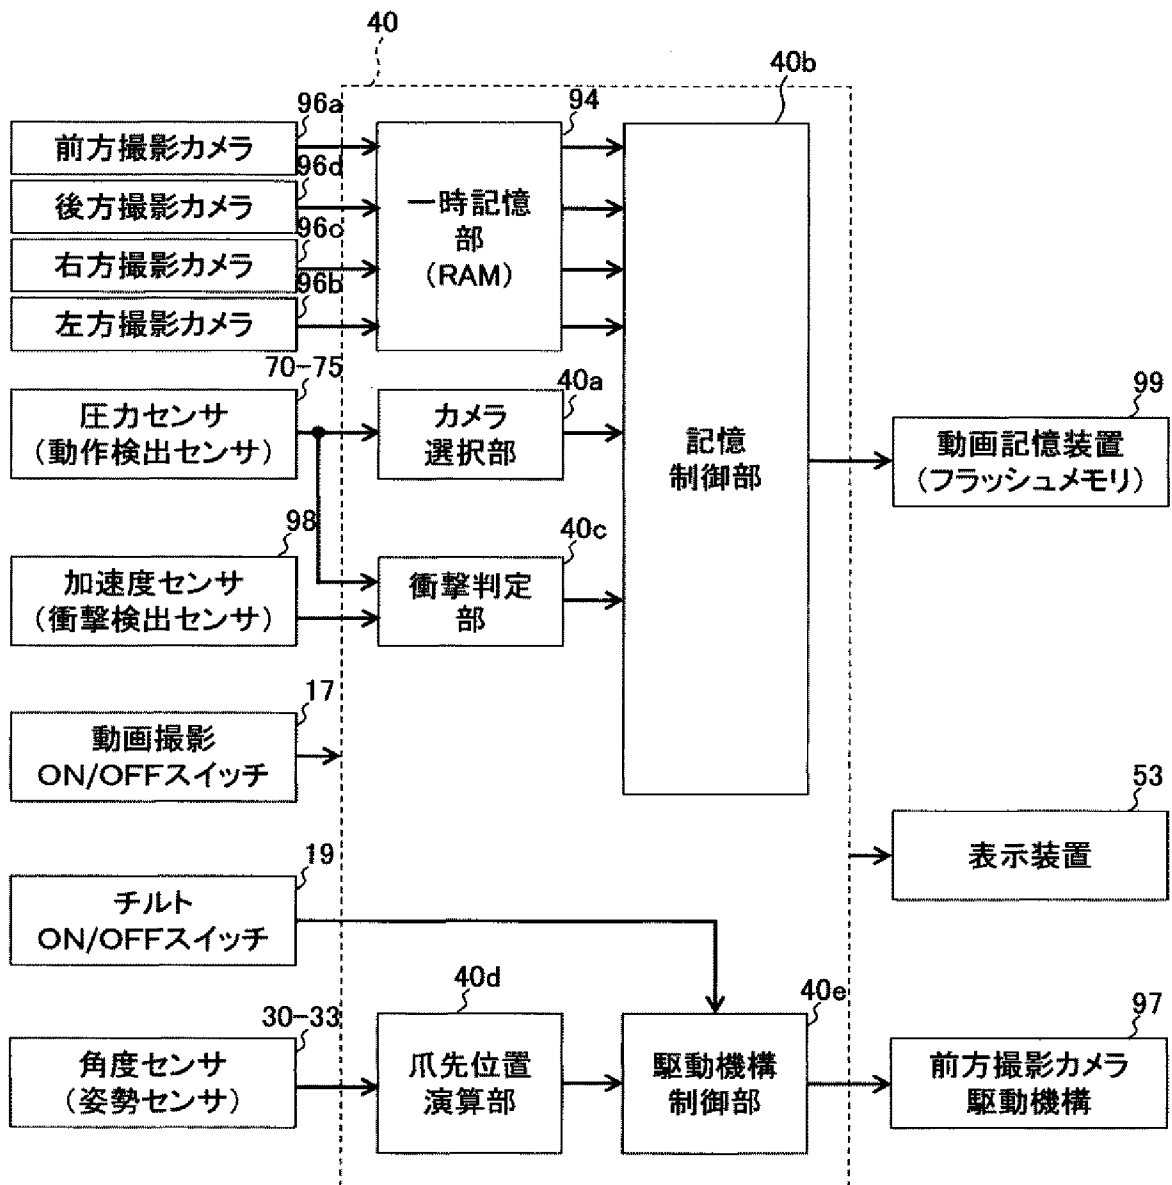 40
40b
96a
94
前方撮影カメラ
96d
後方撮影カメラ
一時記憶
部
(RAM)
96c
右方撮影カメラ
96b
左方撮影カメラ
70-75
40a
99
圧力センサ
(動作検出センサ)
カメラ
選択部
記憶
制御部
動画記憶装置
(フラッシュメモリ)
98
40c
加速度センサ
(衝撃検出センサ)
衝撃判定
部
17
動画撮影
ON/OFFスイッチ
53
表示装置
19
チルト
ON/OFFスイッチ
40d
40e
30-33
97
角度センサ
(姿勢センサ)
爪先位置
演算部
駆動機構
制御部
前方撮影カメラ
駆動機構